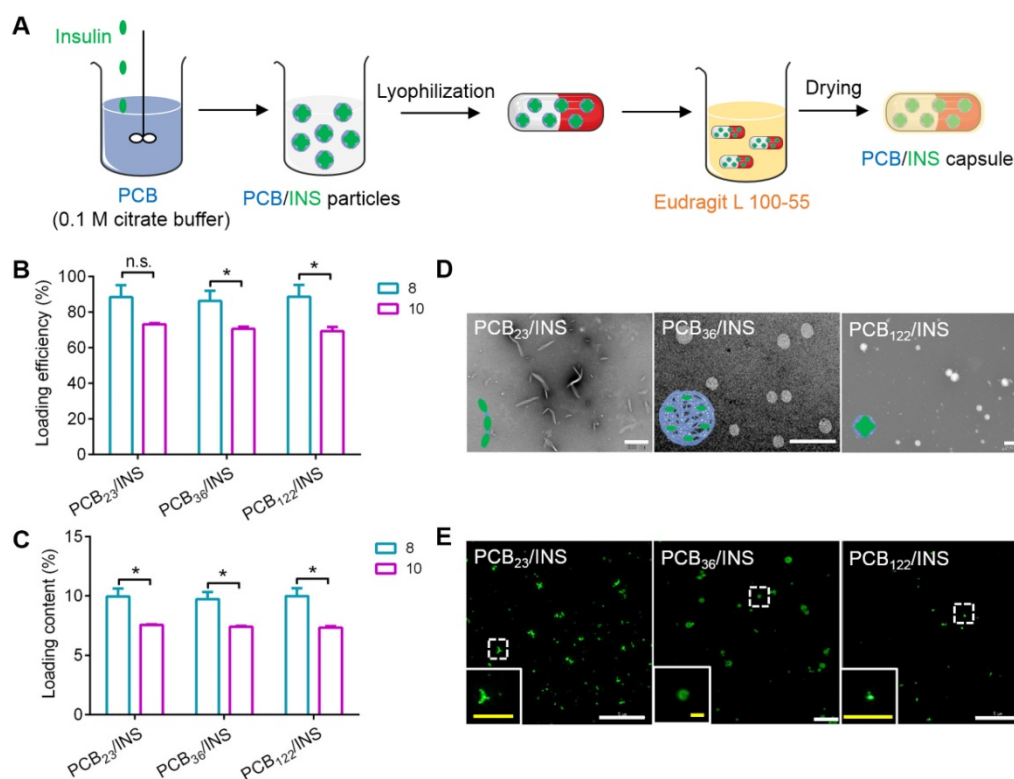 A
Insulin
Lyophilization
Drying
PCB
(0.1 M citrate buffer)
PCB/INS particles
Eudragit L 100-55
PCB/INS capsule
B
Loading efficiency (%)
100
80
60
40
20
0
n.s.
*
*
8
10
PCB23/INS
PCB36/INS
PCB122/INS
C
Loading content (%)
15
10
5
0
*
*
*
8
10
PCB23/INS
PCB36/INS
PCB122/INS
D
PCB23/INS
PCB36/INS
PCB122/INS
E
PCB23/INS
PCB36/INS
PCB122/INS